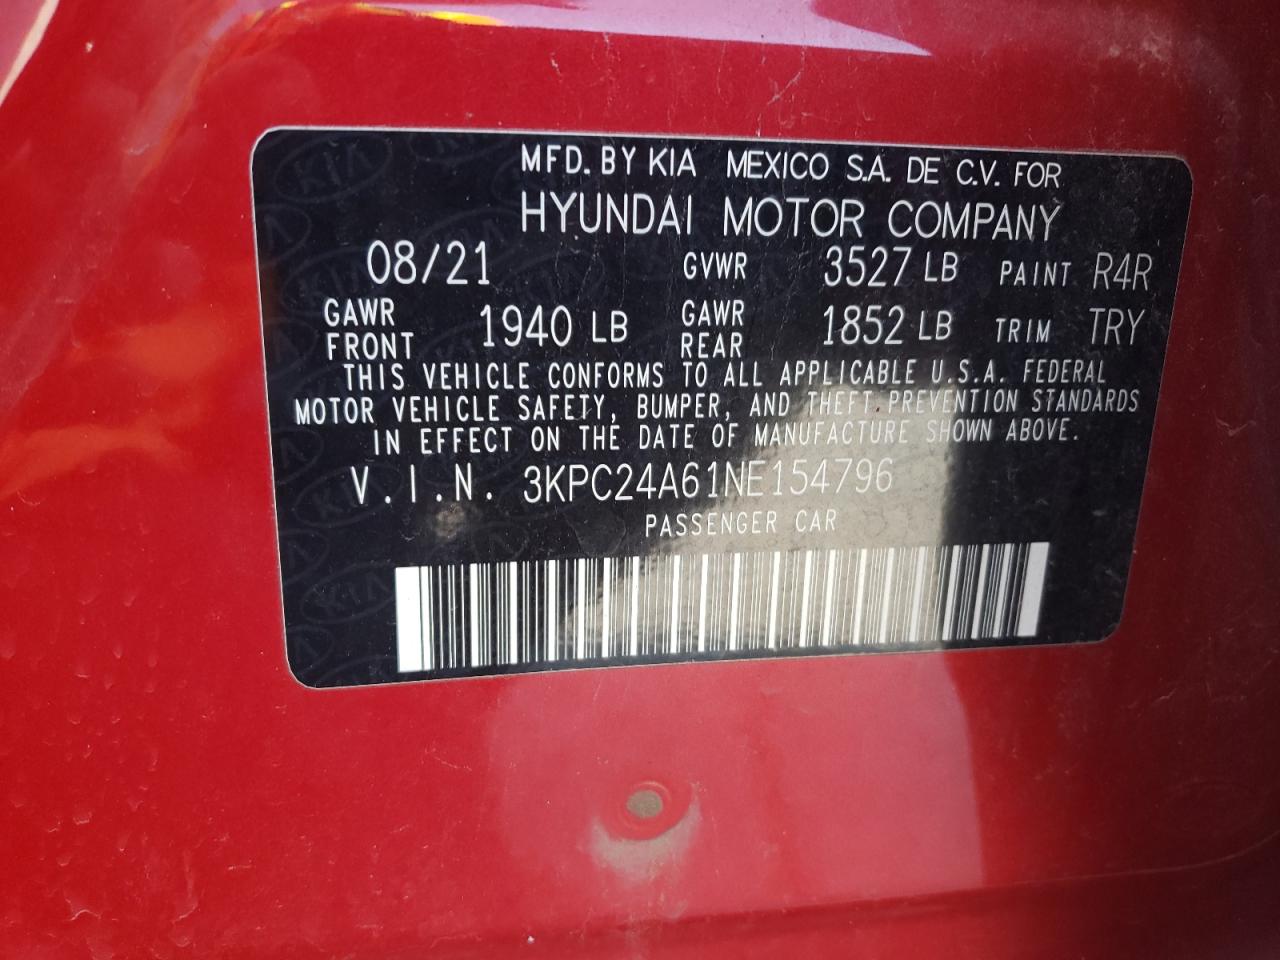 MFD. BY KIA MEXICO S.A. DE C.V. FOR
HYUNDAI MOTOR COMPANY
08/21 GVWR 3527 LB PAINT R4R
GAWR FRONT 1940 LB GAWR REAR 1852 LB TRIM TRY
THIS VEHICLE CONFORMS TO ALL APPLICABLE U.S.A. FEDERAL
MOTOR VEHICLE SAFETY, BUMPER, AND THEFT PREVENTION STANDARDS
IN EFFECT ON THE DATE OF MANUFACTURE SHOWN ABOVE.
V.I.N. 3KPC24A61NE154796
PASSENGER CAR